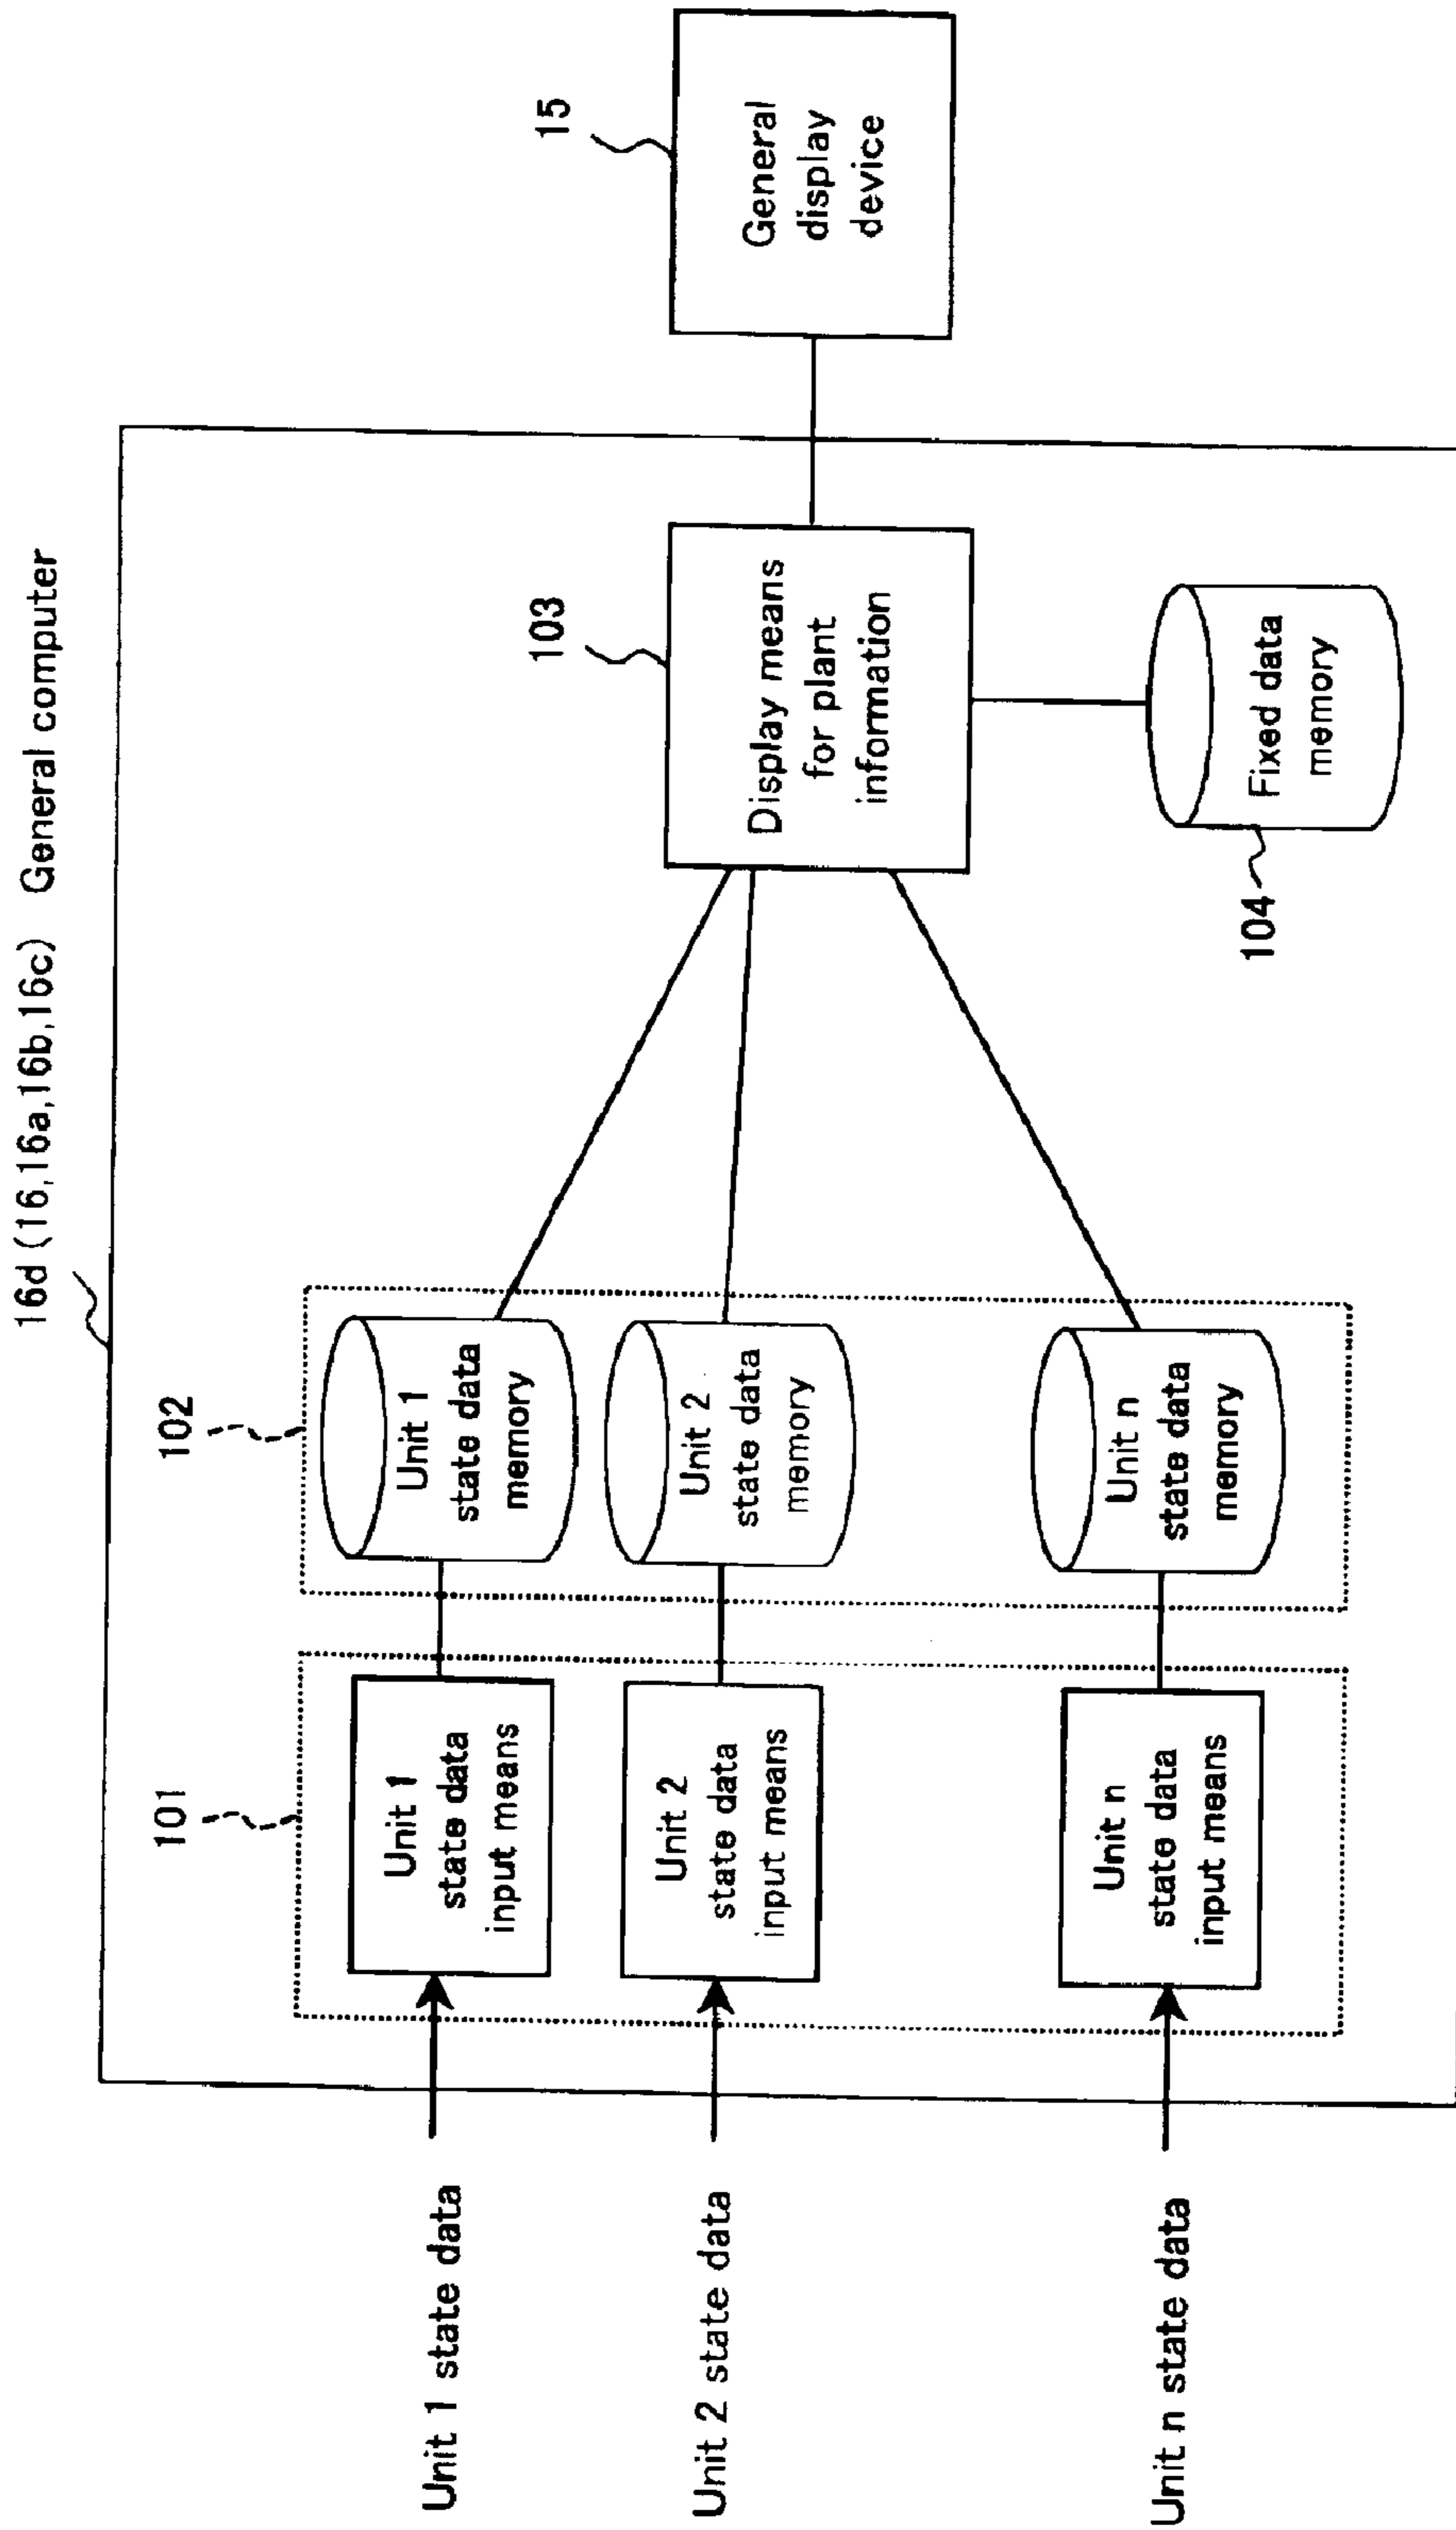 16d (16,16a,16b,16c) General computer
101
102
103
15
Unit 1 state data
Unit 1
state data
input means
Unit 1
state data
memory
Unit 2 state data
Unit 2
state data
input means
Unit 2
state data
memory
Unit n state data
Unit n
state data
input means
Unit n
state data
memory
Display means
for plant
information
General
display
device
104
Fixed data
memory